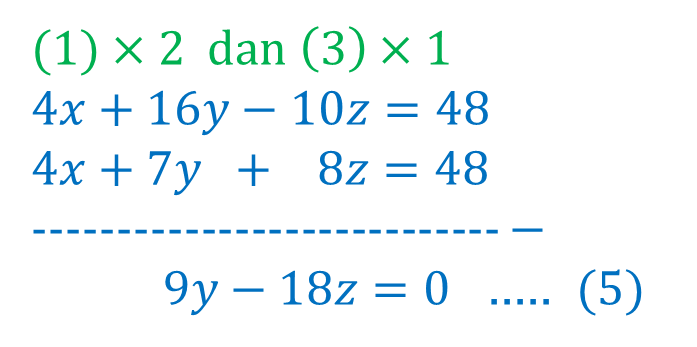 (1) × 2 dan (3) × 1
4x + 16y − 10z = 48
4x + 7y + 8z = 48
---------------------------- −
9y − 18z = 0 ..... (5)